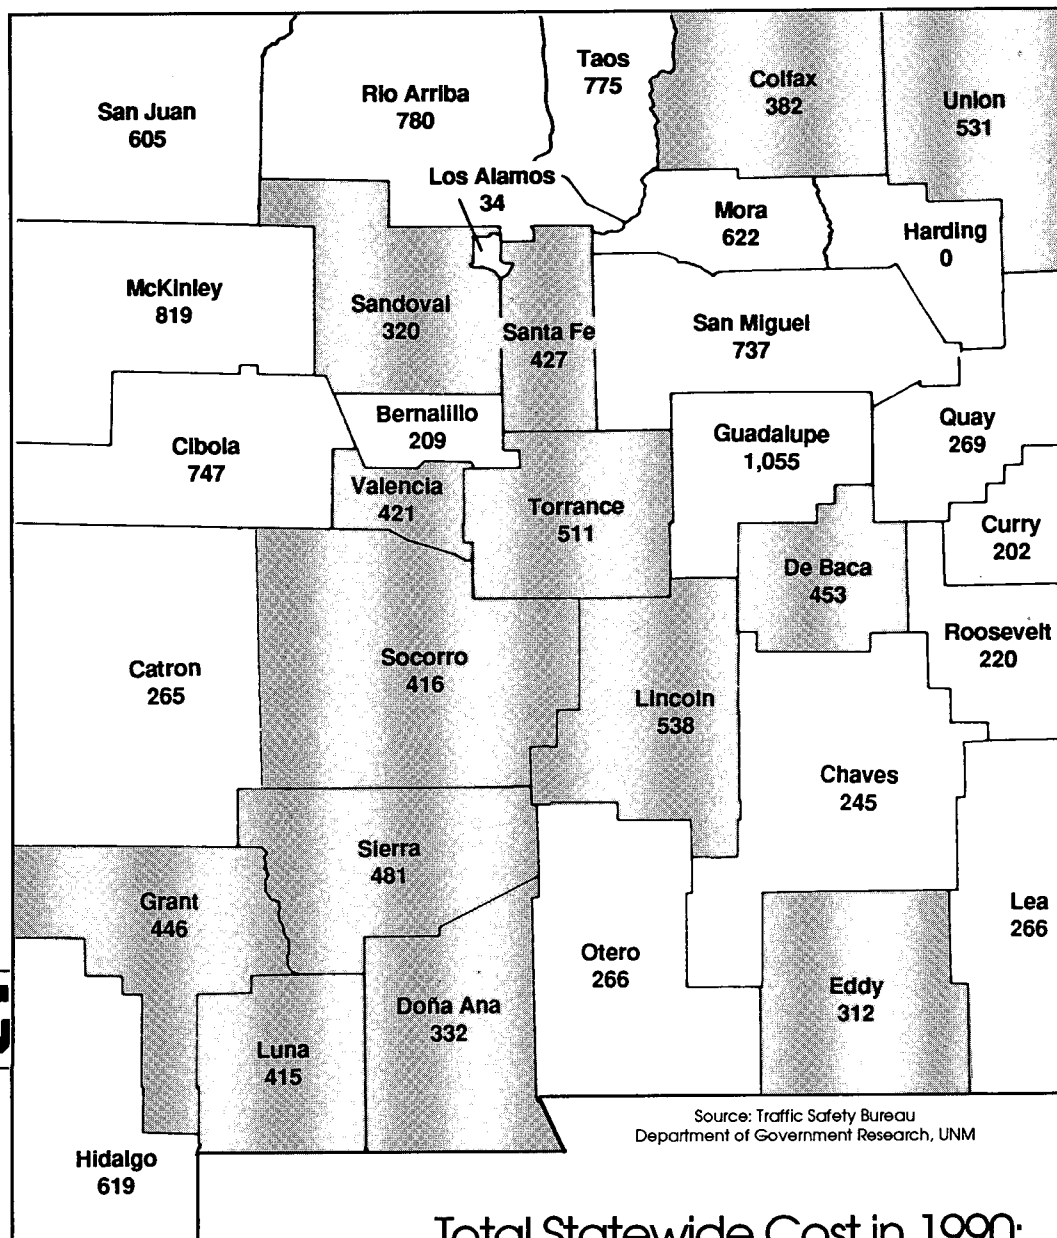 San Juan
605
Rio Arriba
780
Taos
775
Colfax
382
Union
531
Los Alamos
34
Mora
622
Harding
0
McKinley
819
Sandoval
320
Santa Fe
427
San Miguel
737
Bernalillo
209
Cibola
747
Guadalupe
1,055
Quay
269
Valencia
421
Torrance
511
Curry
202
De Baca
453
Roosevelt
220
Catron
265
Socorro
416
Lincoln
538
Chaves
245
Sierra
481
Grant
446
Lea
266
Otero
266
Eddy
312
Doña Ana
332
Luna
415
Hidalgo
619
Source: Traffic Safety Bureau
Department of Government Research, UNM
Total Statewide Cost in 1990: